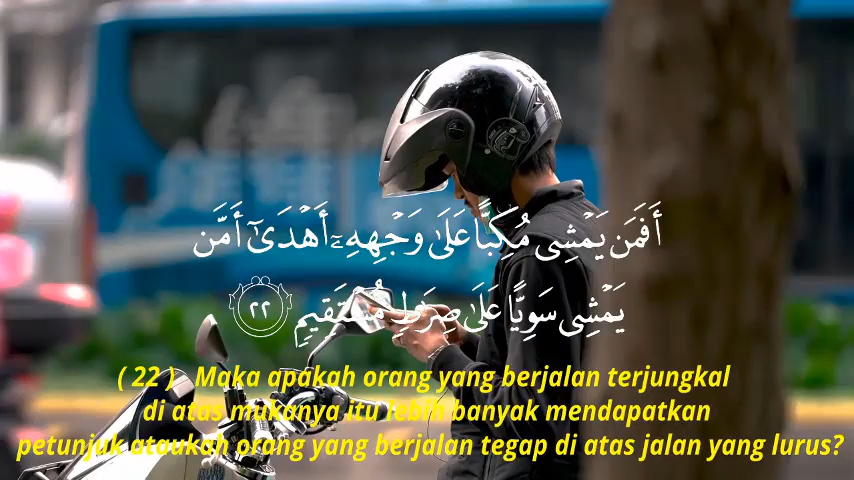 أَفَمَن يَمْشِى مُكِبًّا عَلَىٰ وَجْهِهِۦٓ أَهْدَىٰٓ أَمَّن
يَمْشِى سَوِيًّا عَلَىٰ صِرَٰطٍ مُّسْتَقِيمٍ ٢٢
( 22 ) Maka apakah orang yang berjalan terjungkal
di atas mukanya itu lebih banyak mendapatkan
petunjuk ataukah orang yang berjalan tegap di atas jalan yang lurus?